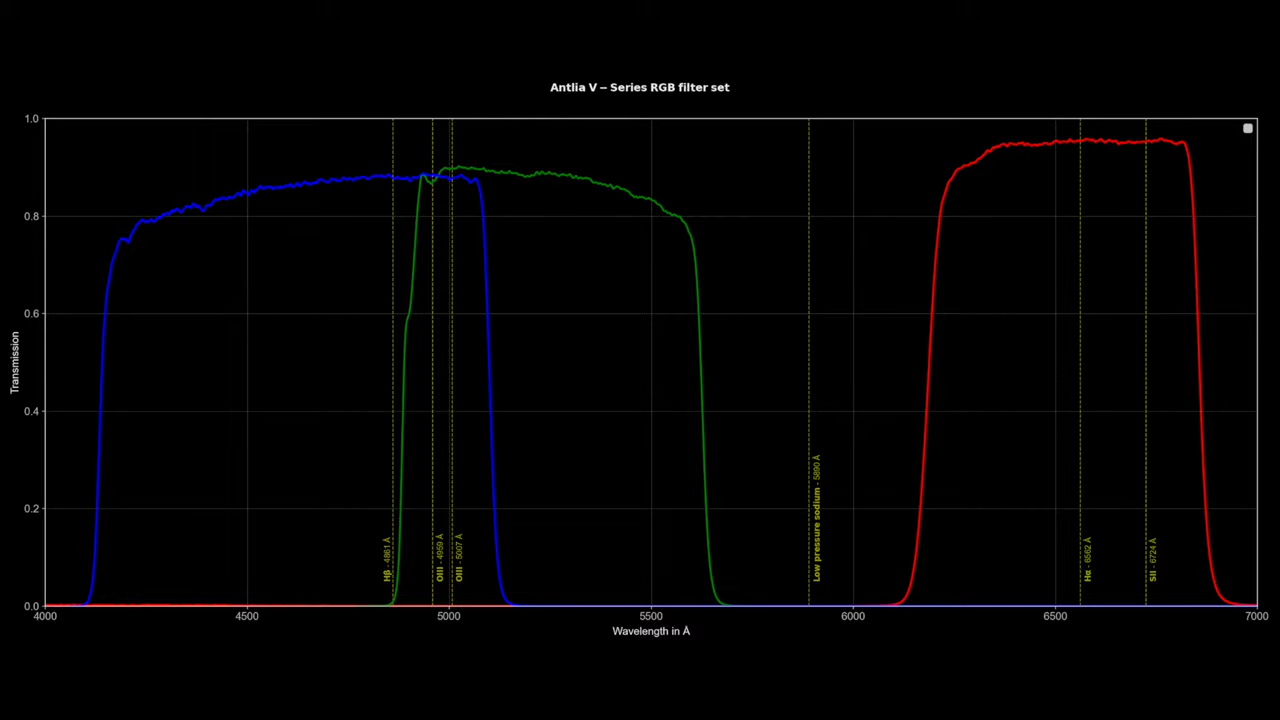 Antlia V – Series RGB filter set
1.0
0.8
0.6
0.4
0.2
0.0
Transmission
Hβ - 4861 Å
OIII - 4959 Å
OIII - 5007 Å
Low pressure sodium - 5890 Å
Hα - 6562 Å
SII - 6724 Å
4000
4500
5000
5500
6000
6500
7000
Wavelength in Å